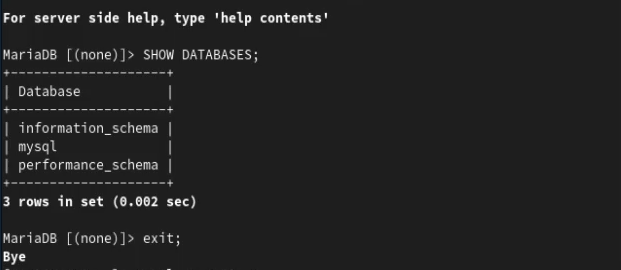 For server side help, type 'help contents'
MariaDB [(none)]> SHOW DATABASES;
+--------------------+
| Database           |
+--------------------+
| information_schema |
| mysql              |
| performance_schema |
+--------------------+
3 rows in set (0.002 sec)
MariaDB [(none)]> exit;
Bye